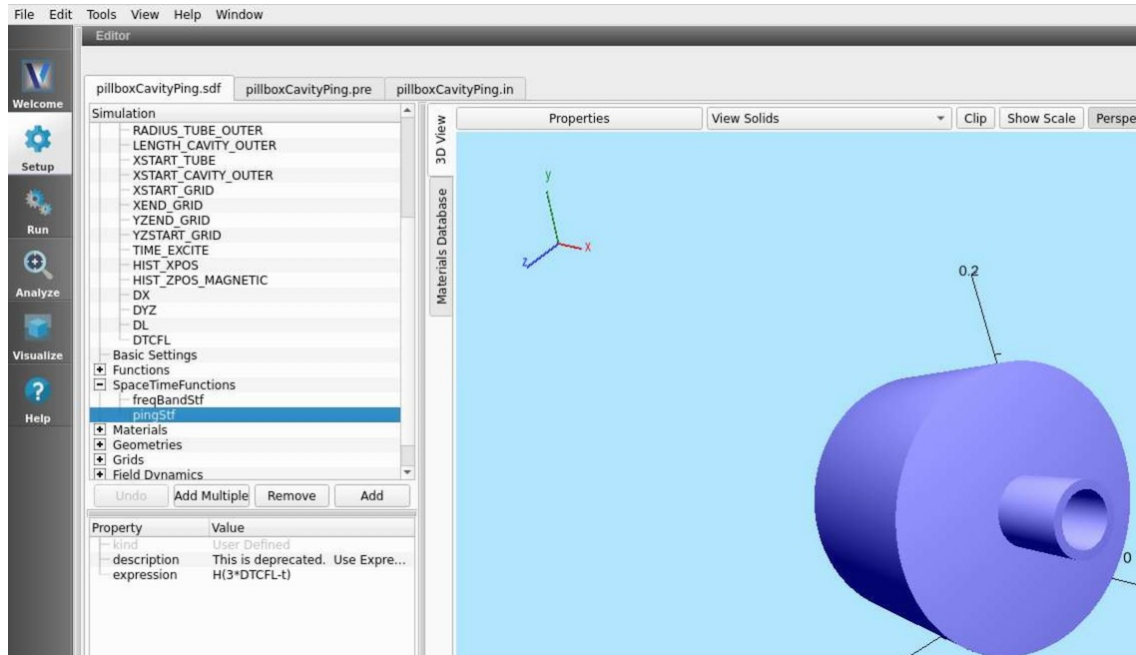 File Edit Tools View Help Window
Editor
Welcome
Setup
Run
Analyze
Visualize
Help
pillboxCavityPing.sdf pillboxCavityPing.pre pillboxCavityPing.in
Simulation
RADIUS_TUBE_OUTER
LENGTH_CAVITY_OUTER
XSTART_TUBE
XSTART_CAVITY_OUTER
XSTART_GRID
XEND_GRID
YZEND_GRID
YZSTART_GRID
TIME_EXCITE
HIST_XPOS
HIST_ZPOS_MAGNETIC
DX
DYZ
DL
DTCFL
Basic Settings
Functions
SpaceTimeFunctions
freqBandStf
pingStf
Materials
Geometries
Grids
Field Dynamics
Undo Add Multiple Remove Add
Property Value
kind User Defined
description This is deprecated. Use Expre...
expression H(3*DTCFL-t)
3D View
Materials Database
Properties View Solids Clip Show Scale Perspe
y
x
z
0.2
0